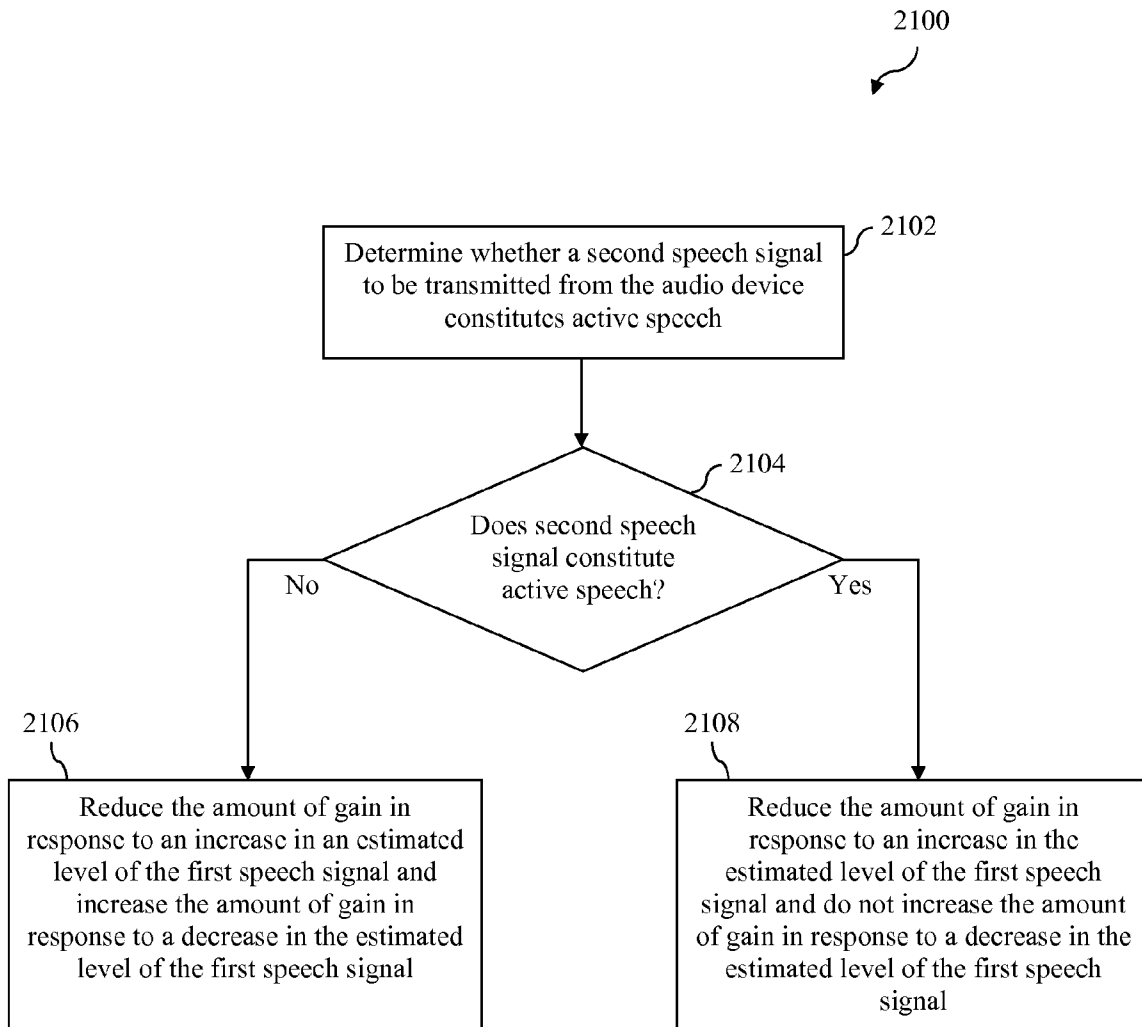 2100
2102
Determine whether a second speech signal
to be transmitted from the audio device
constitutes active speech
2104
Does second speech
signal constitute
active speech?
No
Yes
2106
Reduce the amount of gain in
response to an increase in an estimated
level of the first speech signal and
increase the amount of gain in
response to a decrease in the estimated
level of the first speech signal
2108
Reduce the amount of gain in
response to an increase in the
estimated level of the first speech
signal and do not increase the amount
of gain in response to a decrease in the
estimated level of the first speech
signal